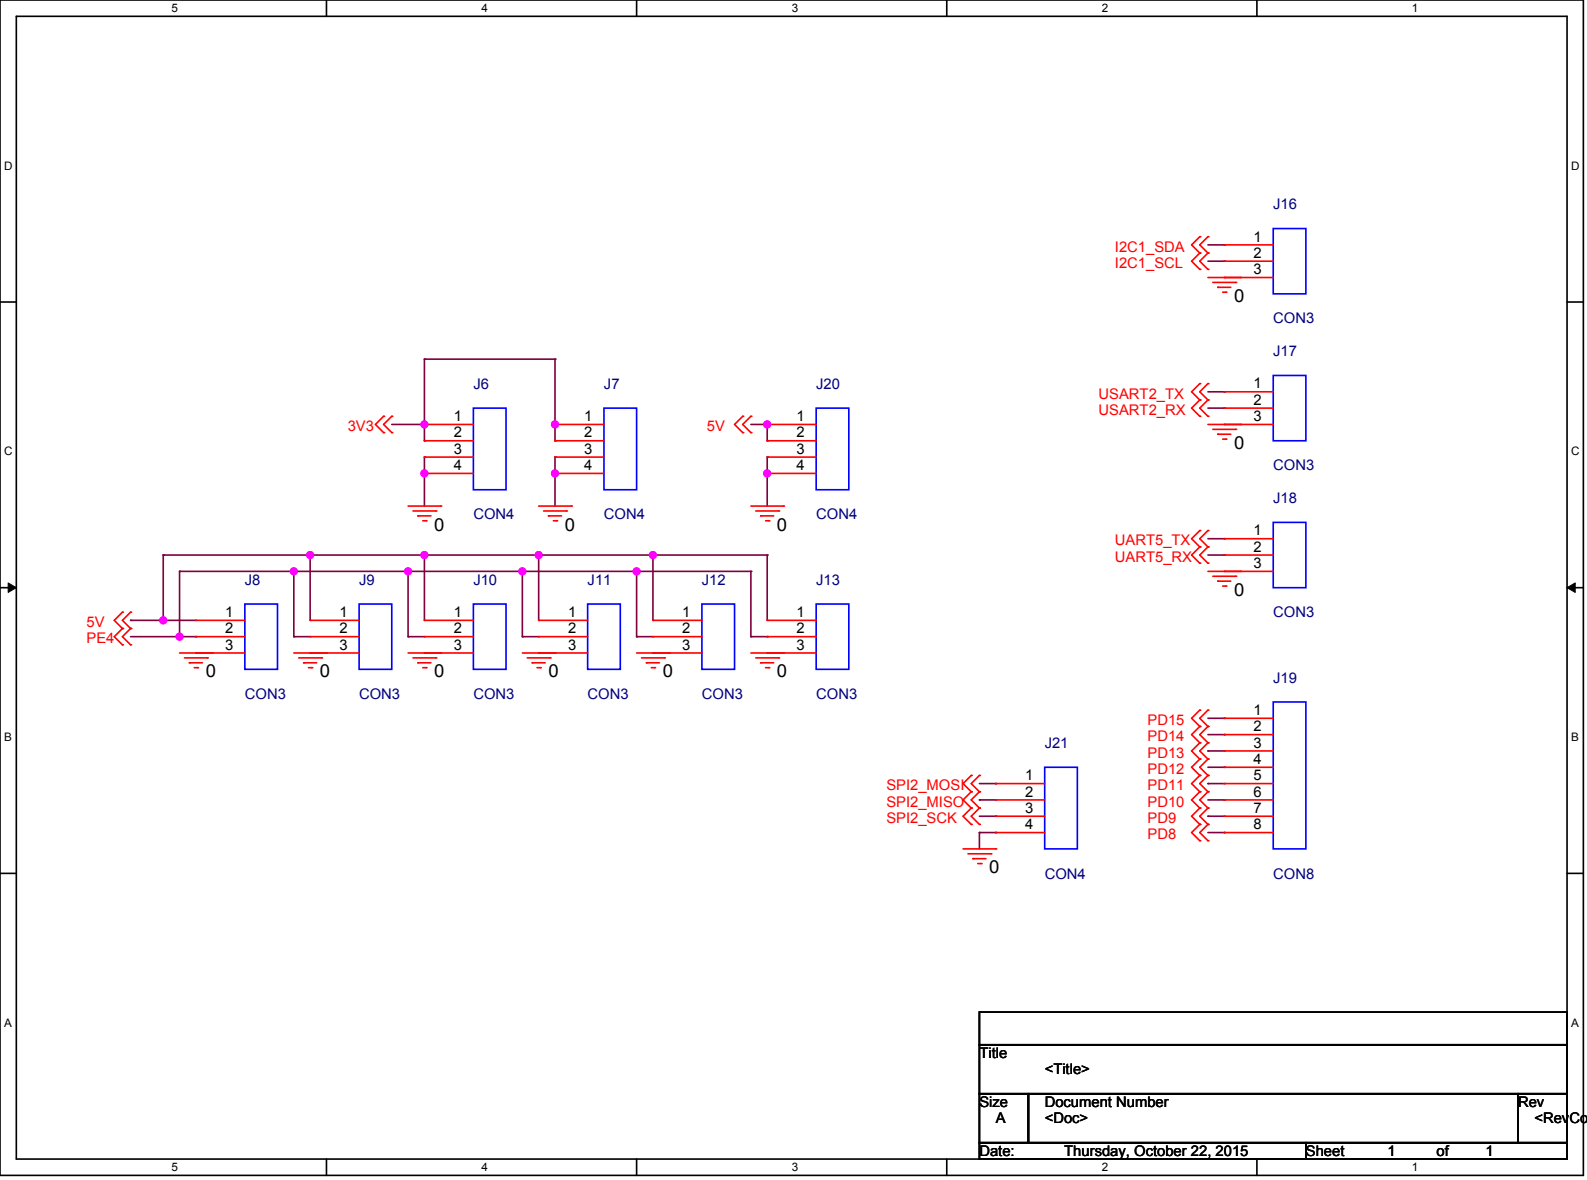 5 4 3 2 1
D D
J16
I2C1_SDA 1
I2C1_SCL 2
3
0
CON3
J17
USART2_TX 1
USART2_RX 2
3
0
CON3
J6 J7 J20
3V3 1 1 5V 1
2 2 2
3 3 3
4 4 4
0 0 0
CON4 CON4 CON4
C C
J18
UART5_TX 1
UART5_RX 2
3
0
CON3
J8 J9 J10 J11 J12 J13
5V 1 1 1 1 1 1
PE4 2 2 2 2 2 2
3 3 3 3 3 3
0 0 0 0 0 0
CON3 CON3 CON3 CON3 CON3 CON3
B B
J19
PD15 1
PD14 2
PD13 3
PD12 4
PD11 5
PD10 6
PD9 7
PD8 8
CON8
J21
SPI2_MOSI 1
SPI2_MISO 2
SPI2_SCK 3
4
0
CON4
A A
Title
<Title>
Size Document Number Rev
A <Doc> <RevCo
Date: Thursday, October 22, 2015 Sheet 1 of 1
5 4 3 2 1